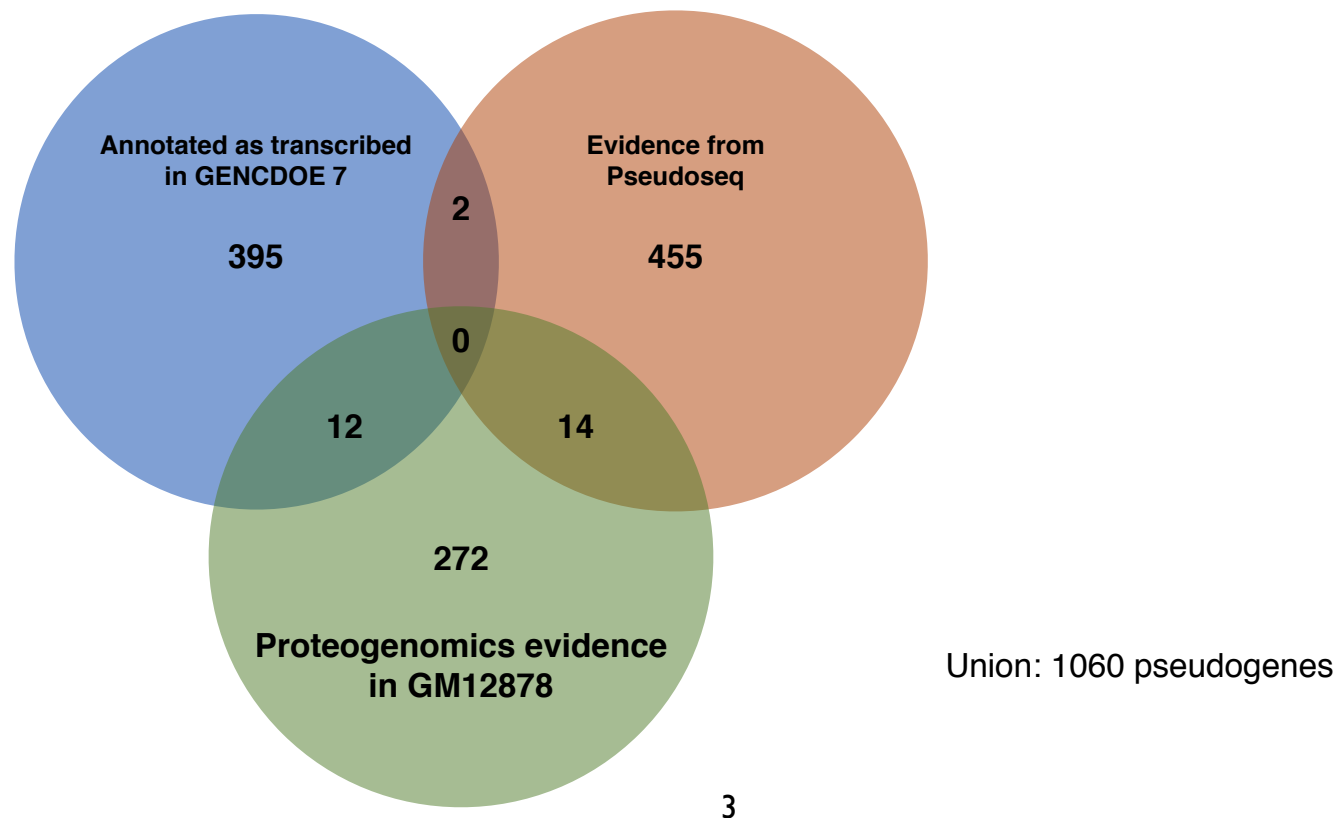 Annotated as transcribed
in GENCDOE 7
395
2
Evidence from
Pseudoseq
455
0
12
14
272
Proteogenomics evidence
in GM12878
Union: 1060 pseudogenes
3